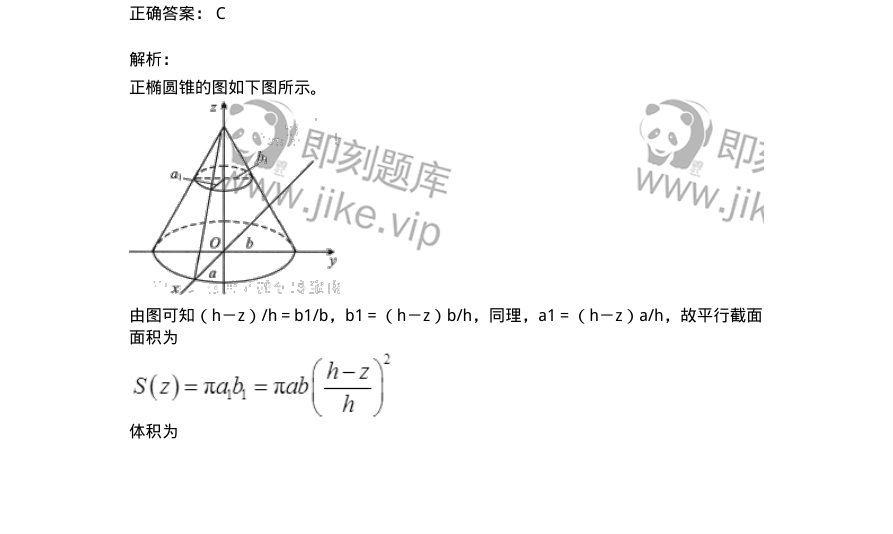 正确答案： C
解析：
正椭圆锥的图如下图所示。
z
即刻题库
www.jike.vip
即刻
www.jik
a₁
b₁
O
b
y
a
x
由图可知（h－z）/h＝b1/b，b1＝（h－z）b/h，同理，a1＝（h－z）a/h，故平行截面
面积为
S(z)=πa₁b₁=πab((h−z)/h)²
体积为